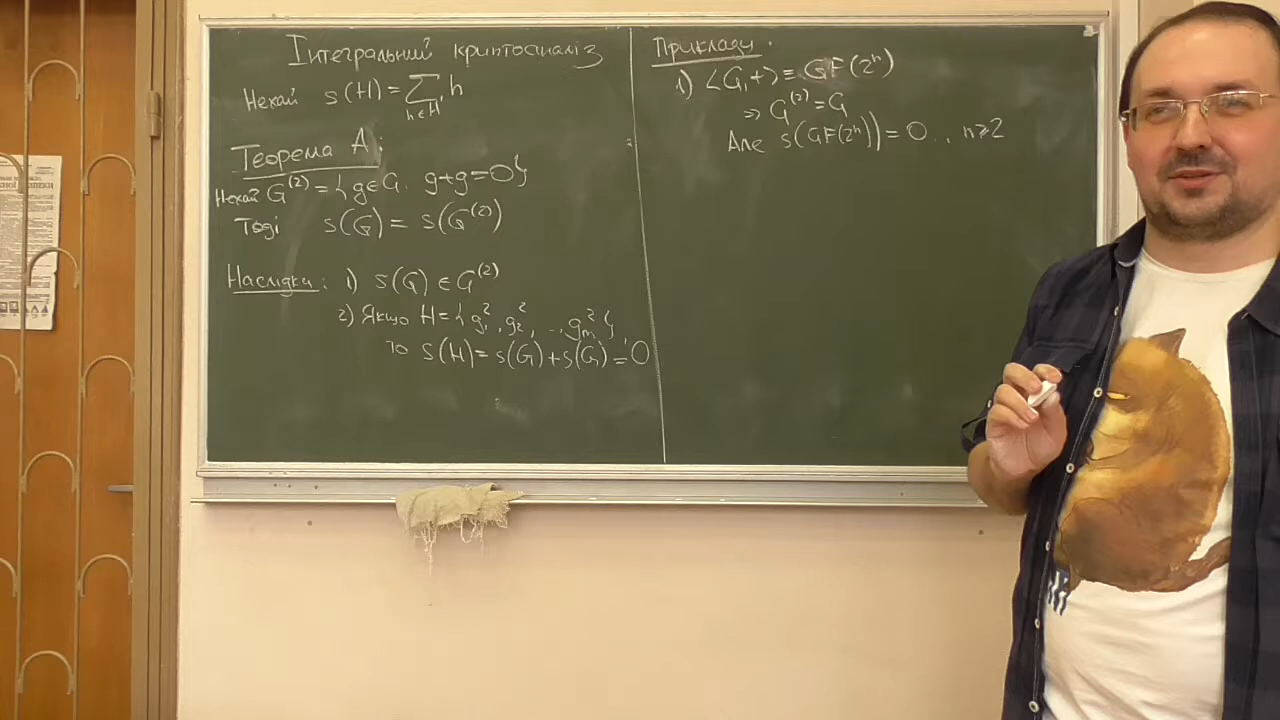 Інтегральний криптоаналіз
Нехай s(H) = ∑ h
h∈H
Теорема А:
Нехай G⁽²⁾ = { g∈G. g+g=0 }
Тоді s(G) = s(G⁽²⁾)
Наслідки: 1) s(G) ∈ G⁽²⁾
2) Якщо H = { g₁², g₂², ..., gₘ² },
то s(H) = s(G) + s(G) = 0
Приклади.
1) <G, +> ≡ GF(2ⁿ)
⇒ G⁽²⁾ = G
Але s(GF(2ⁿ)) = 0 .., n⩾2